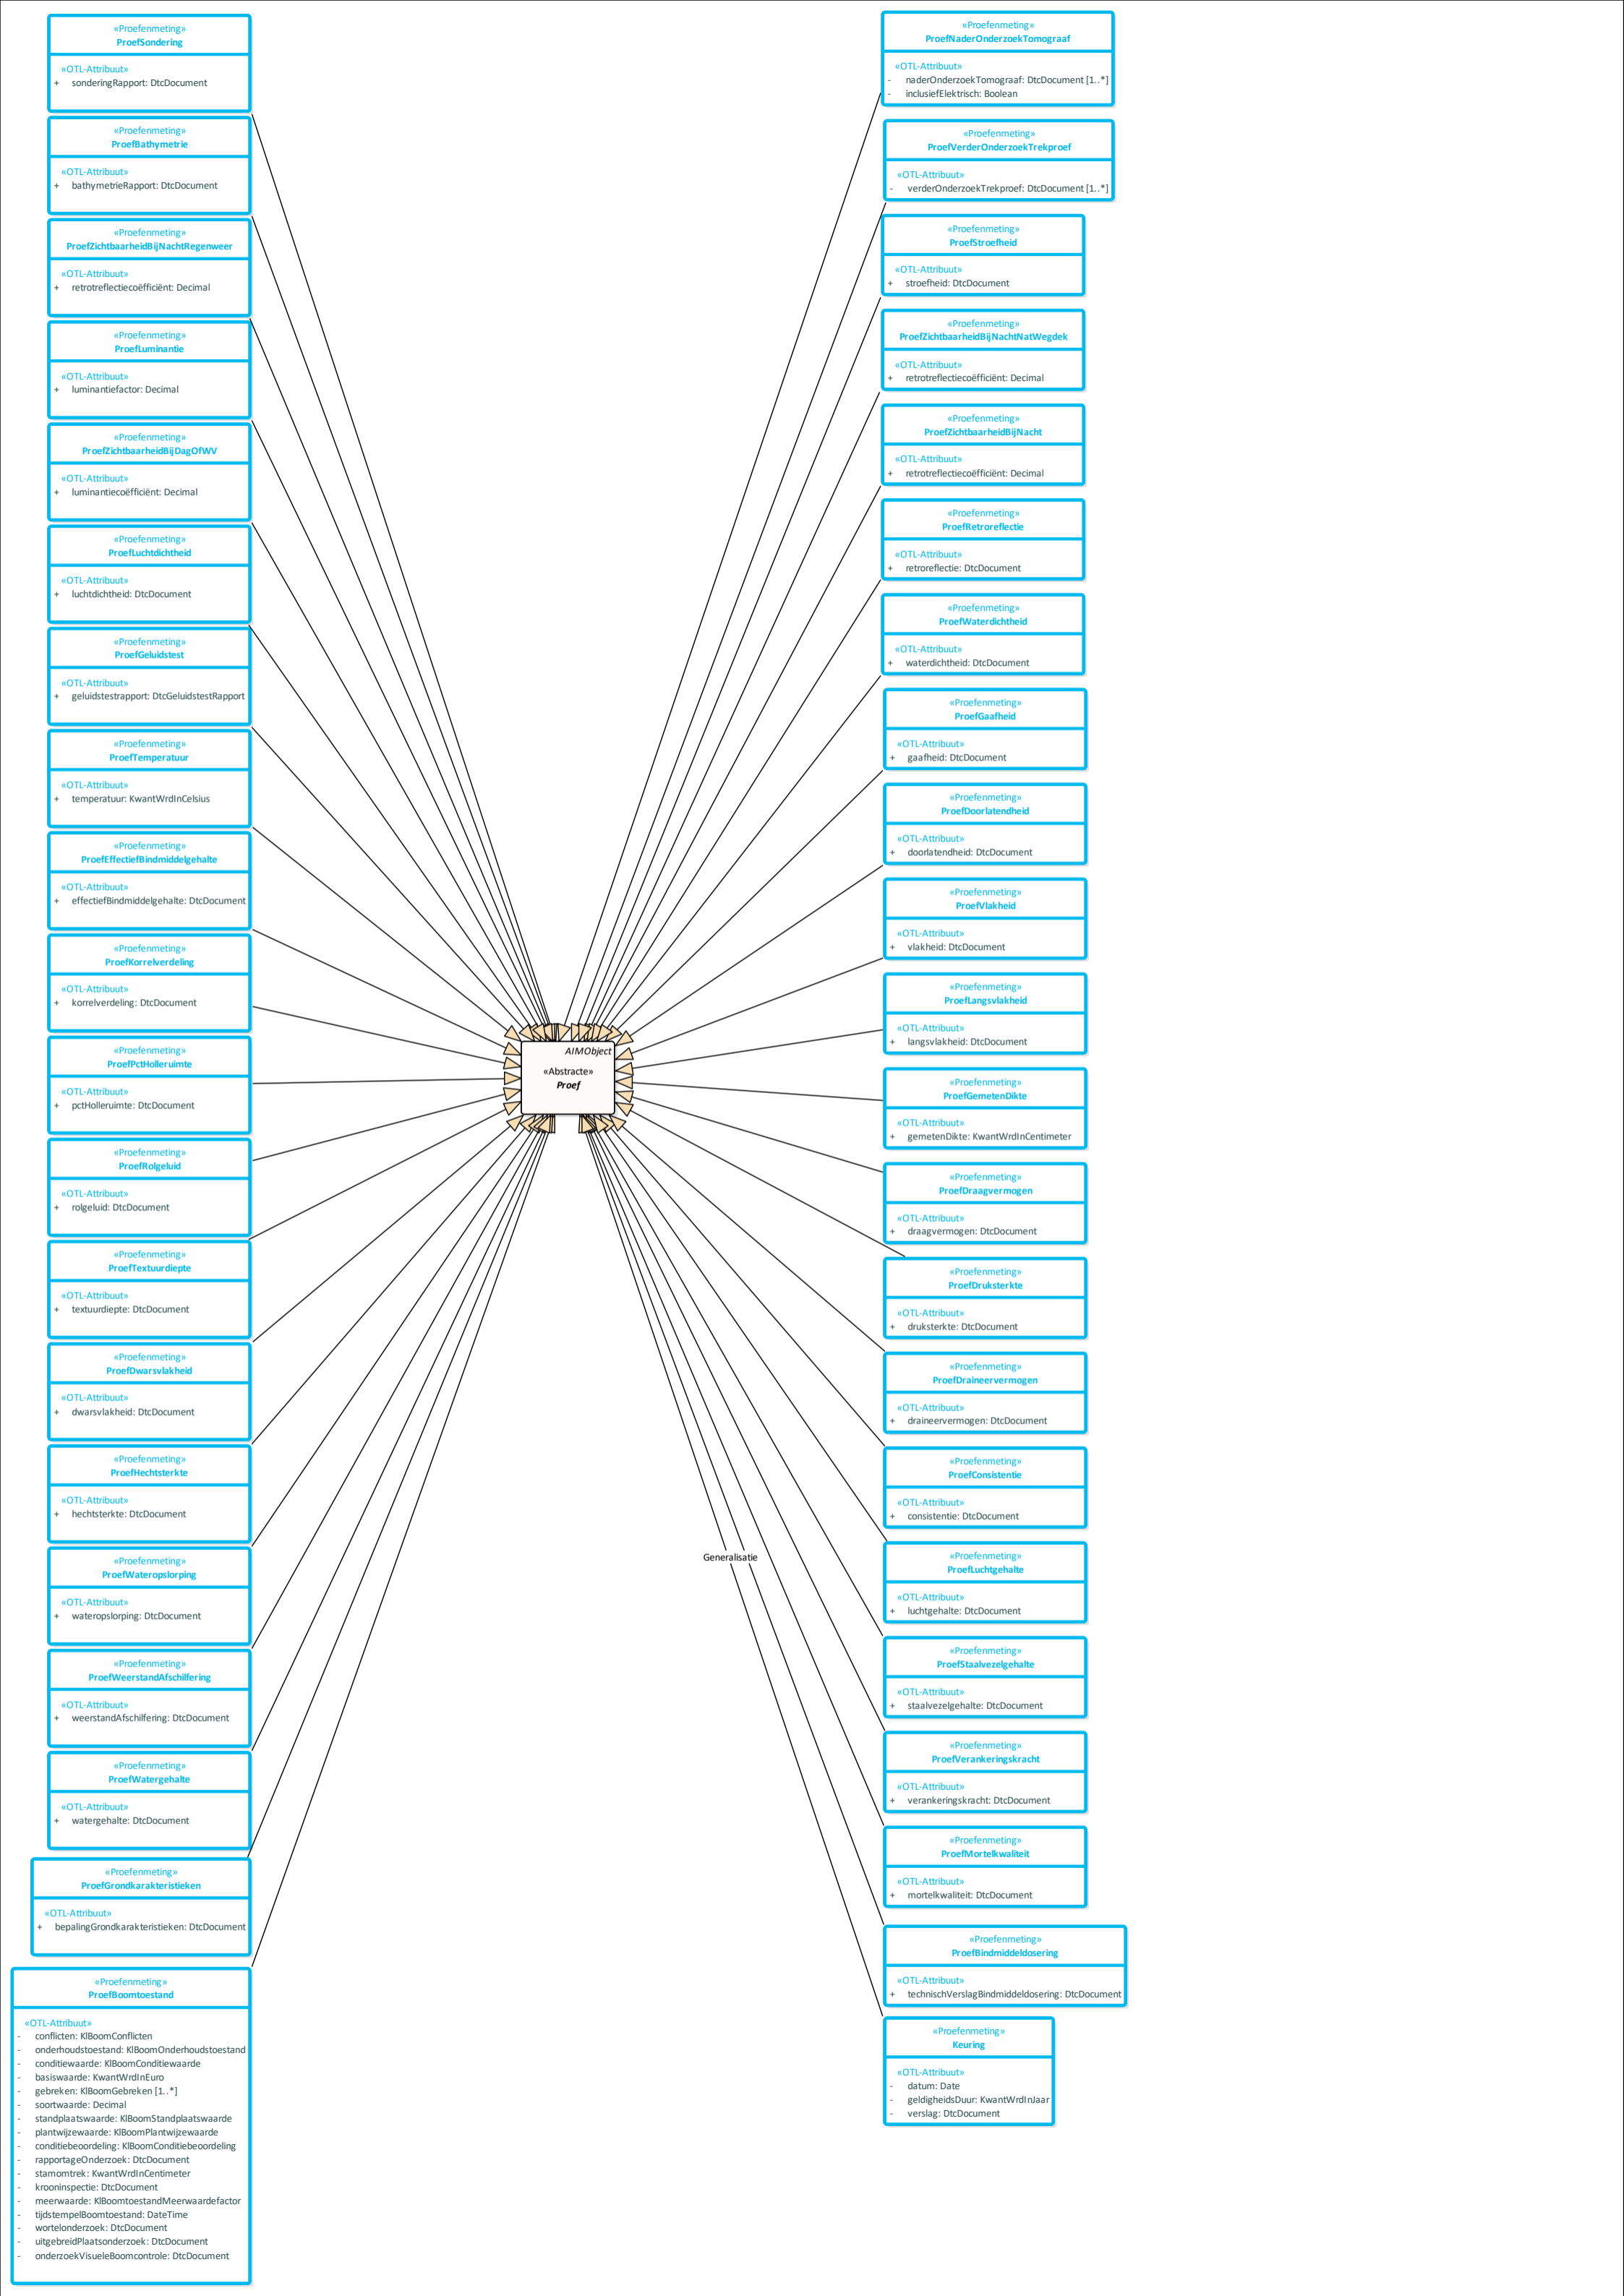 «Proefenmeting»
ProefSondering
«OTL-Attribuut»
+ sonderingRapport: DtcDocument
«Proefenmeting»
ProefBathymetrie
«OTL-Attribuut»
+ bathymetrieRapport: DtcDocument
«Proefenmeting»
ProefZichtbaarheidBijNachtRegenweer
«OTL-Attribuut»
+ retrotreflectiecoëfficiënt: Decimal
«Proefenmeting»
ProefLuminantie
«OTL-Attribuut»
+ luminantiefactor: Decimal
«Proefenmeting»
ProefZichtbaarheidBijDagOfWV
«OTL-Attribuut»
+ luminantiecoëfficiënt: Decimal
«Proefenmeting»
ProefLuchtdichtheid
«OTL-Attribuut»
+ luchtdichtheid: DtcDocument
«Proefenmeting»
ProefGeluidstest
«OTL-Attribuut»
+ geluidstestrapport: DtcGeluidstestRapport
«Proefenmeting»
ProefTemperatuur
«OTL-Attribuut»
+ temperatuur: KwantWrdInCelsius
«Proefenmeting»
ProefEffectiefBindmiddelgehalte
«OTL-Attribuut»
+ effectiefBindmiddelgehalte: DtcDocument
«Proefenmeting»
ProefKorrelverdeling
«OTL-Attribuut»
+ korrelverdeling: DtcDocument
«Proefenmeting»
ProefPctHolleruimte
«OTL-Attribuut»
+ pctHolleruimte: DtcDocument
«Proefenmeting»
ProefRolgeluid
«OTL-Attribuut»
+ rolgeluid: DtcDocument
«Proefenmeting»
ProefTextuurdiepte
«OTL-Attribuut»
+ textuurdiepte: DtcDocument
«Proefenmeting»
ProefDwarsvlakheid
«OTL-Attribuut»
+ dwarsvlakheid: DtcDocument
«Proefenmeting»
ProefHechtsterkte
«OTL-Attribuut»
+ hechtsterkte: DtcDocument
«Proefenmeting»
ProefWateropslorping
«OTL-Attribuut»
+ wateropslorping: DtcDocument
«Proefenmeting»
ProefWeerstandAfschilfering
«OTL-Attribuut»
+ weerstandAfschilfering: DtcDocument
«Proefenmeting»
ProefWatergehalte
«OTL-Attribuut»
+ watergehalte: DtcDocument
«Proefenmeting»
ProefGrondkarakteristieken
«OTL-Attribuut»
+ bepalingGrondkarakteristieken: DtcDocument
«Proefenmeting»
ProefBoomtoestand
«OTL-Attribuut»
- conflicten: KlBoomConflicten
- onderhoudstoestand: KlBoomOnderhoudstoestand
- conditiewaarde: KlBoomConditiewaarde
- basiswaarde: KwantWrdInEuro
- gebreken: KlBoomGebreken [1..*]
- soortwaarde: Decimal
- standplaatswaarde: KlBoomStandplaatswaarde
- plantwijzewaarde: KlBoomPlantwijzewaarde
- conditiebeoordeling: KlBoomConditiebeoordeling
- rapportageOnderzoek: DtcDocument
- stamomtrek: KwantWrdInCentimeter
- krooninspectie: DtcDocument
- meerwaarde: KlBoomtoestandMeerwaardefactor
- tijdstempelBoomtoestand: DateTime
- wortelonderzoek: DtcDocument
- uitgebreidPlaatsonderzoek: DtcDocument
- onderzoekVisueleBoomcontrole: DtcDocument
AIMObject
«Abstracte»
Proef
Generalisatie
«Proefenmeting»
ProefNaderOnderzoekTomograaf
«OTL-Attribuut»
- naderOnderzoekTomograaf: DtcDocument [1..*]
- inclusiefElektrisch: Boolean
«Proefenmeting»
ProefVerderOnderzoekTrekproef
«OTL-Attribuut»
- verderOnderzoekTrekproef: DtcDocument [1..*]
«Proefenmeting»
ProefStroefheid
«OTL-Attribuut»
+ stroefheid: DtcDocument
«Proefenmeting»
ProefZichtbaarheidBijNachtNatWegdek
«OTL-Attribuut»
+ retrotreflectiecoëfficiënt: Decimal
«Proefenmeting»
ProefZichtbaarheidBijNacht
«OTL-Attribuut»
+ retrotreflectiecoëfficiënt: Decimal
«Proefenmeting»
ProefRetroreflectie
«OTL-Attribuut»
+ retroreflectie: DtcDocument
«Proefenmeting»
ProefWaterdichtheid
«OTL-Attribuut»
+ waterdichtheid: DtcDocument
«Proefenmeting»
ProefGaafheid
«OTL-Attribuut»
+ gaafheid: DtcDocument
«Proefenmeting»
ProefDoorlatendheid
«OTL-Attribuut»
+ doorlatendheid: DtcDocument
«Proefenmeting»
ProefVlakheid
«OTL-Attribuut»
+ vlakheid: DtcDocument
«Proefenmeting»
ProefLangsvlakheid
«OTL-Attribuut»
+ langsvlakheid: DtcDocument
«Proefenmeting»
ProefGemetenDikte
«OTL-Attribuut»
+ gemetenDikte: KwantWrdInCentimeter
«Proefenmeting»
ProefDraagvermogen
«OTL-Attribuut»
+ draagvermogen: DtcDocument
«Proefenmeting»
ProefDruksterkte
«OTL-Attribuut»
+ druksterkte: DtcDocument
«Proefenmeting»
ProefDraineervermogen
«OTL-Attribuut»
+ draineervermogen: DtcDocument
«Proefenmeting»
ProefConsistentie
«OTL-Attribuut»
+ consistentie: DtcDocument
«Proefenmeting»
ProefLuchtgehalte
«OTL-Attribuut»
+ luchtgehalte: DtcDocument
«Proefenmeting»
ProefStaalvezelgehalte
«OTL-Attribuut»
+ staalvezelgehalte: DtcDocument
«Proefenmeting»
ProefVerankeringskracht
«OTL-Attribuut»
+ verankeringskracht: DtcDocument
«Proefenmeting»
ProefMortelkwaliteit
«OTL-Attribuut»
+ mortelkwaliteit: DtcDocument
«Proefenmeting»
ProefBindmiddeldosering
«OTL-Attribuut»
+ technischVerslagBindmiddeldosering: DtcDocument
«Proefenmeting»
Keuring
«OTL-Attribuut»
- datum: Date
- geldigheidsDuur: KwantWrdInJaar
- verslag: DtcDocument